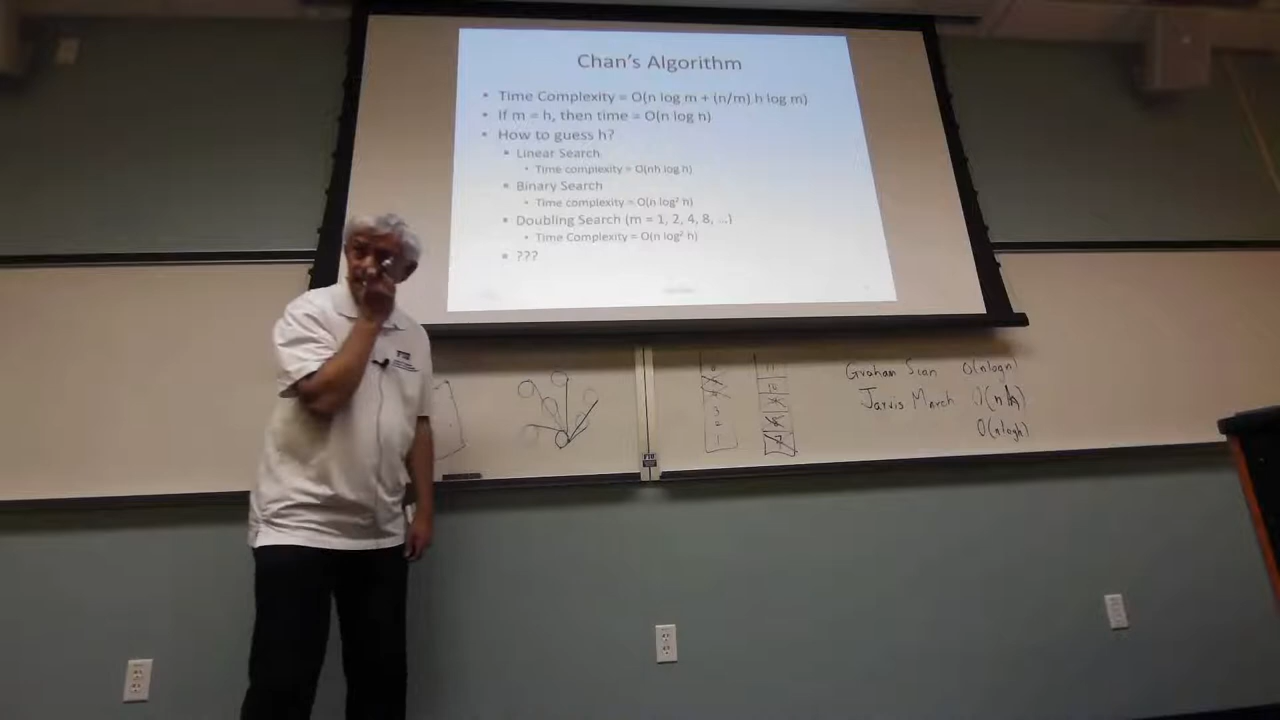 Chan's Algorithm
▪ Time Complexity = O(n log m + (n/m) h log m)
▪ If m = h, then time = O(n log h)
▪ How to guess h?
▪ Linear Search
▪ Time complexity = O(nh log h)
▪ Binary Search
▪ Time complexity = O(n log² h)
▪ Doubling Search (m = 1, 2, 4, 8, ...)
▪ Time Complexity = O(n log² h)
▪ ???
Graham Scan O(nlogn)
Jarvis March O(nh)
O(nlogh)
FIU